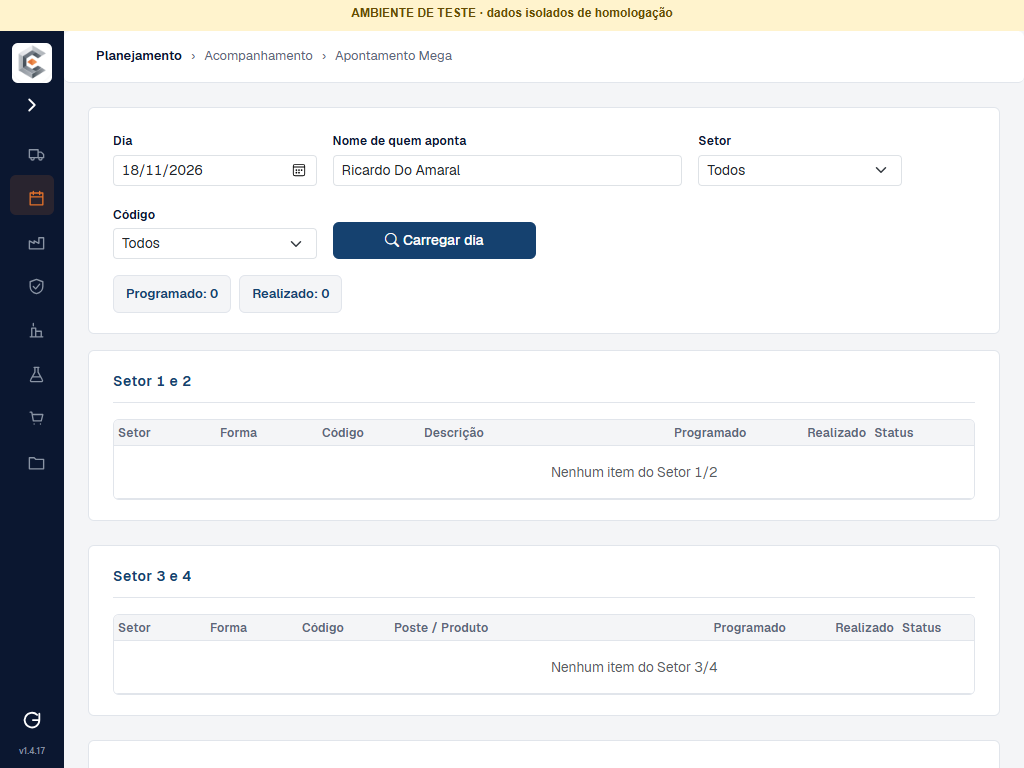 AMBIENTE DE TESTE · dados isolados de homologação
Planejamento › Acompanhamento › Apontamento Mega
Dia
Nome de quem aponta
Setor
18/11/2026
Ricardo Do Amaral
Todos
Código
Todos
Carregar dia
Programado: 0
Realizado: 0
Setor 1 e 2
Setor Forma Código Descrição Programado Realizado Status
Nenhum item do Setor 1/2
Setor 3 e 4
Setor Forma Código Poste / Produto Programado Realizado Status
Nenhum item do Setor 3/4
v1.4.17